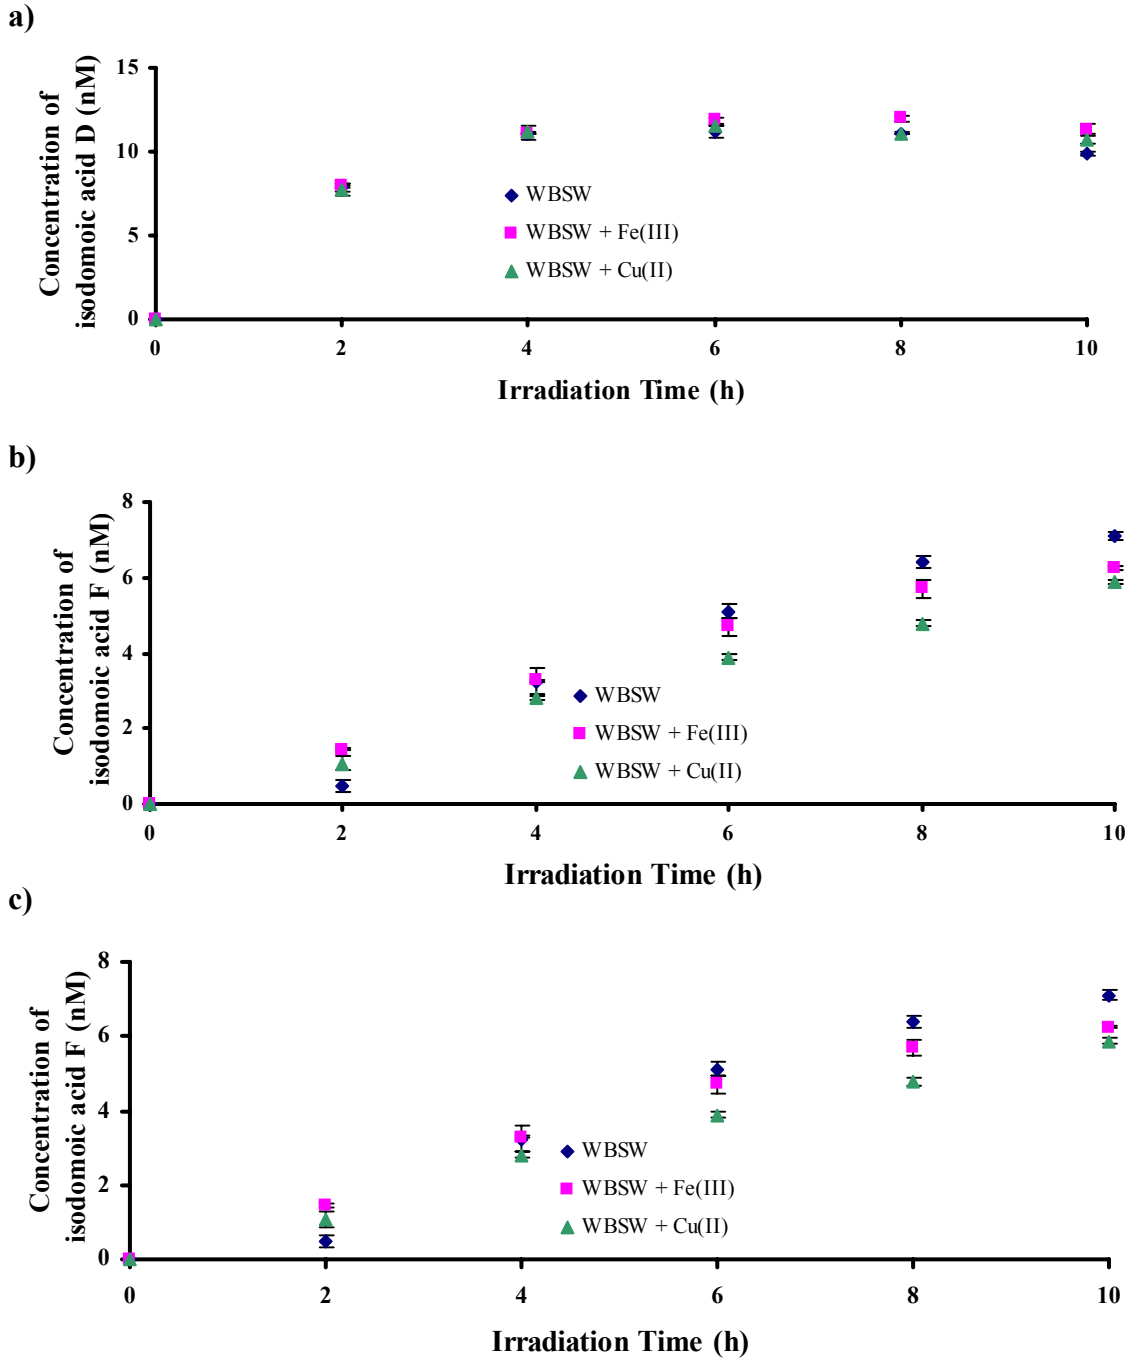 a)
Concentration of
isodomoic acid D (nM)
15
10
5
0
WBSW
WBSW + Fe(III)
WBSW + Cu(II)
0 2 4 6 8 10
Irradiation Time (h)
b)
Concentration of
isodomoic acid F (nM)
8
6
4
2
0
WBSW
WBSW + Fe(III)
WBSW + Cu(II)
0 2 4 6 8 10
Irradiation Time (h)
c)
Concentration of
isodomoic acid F (nM)
8
6
4
2
0
WBSW
WBSW + Fe(III)
WBSW + Cu(II)
0 2 4 6 8 10
Irradiation Time (h)